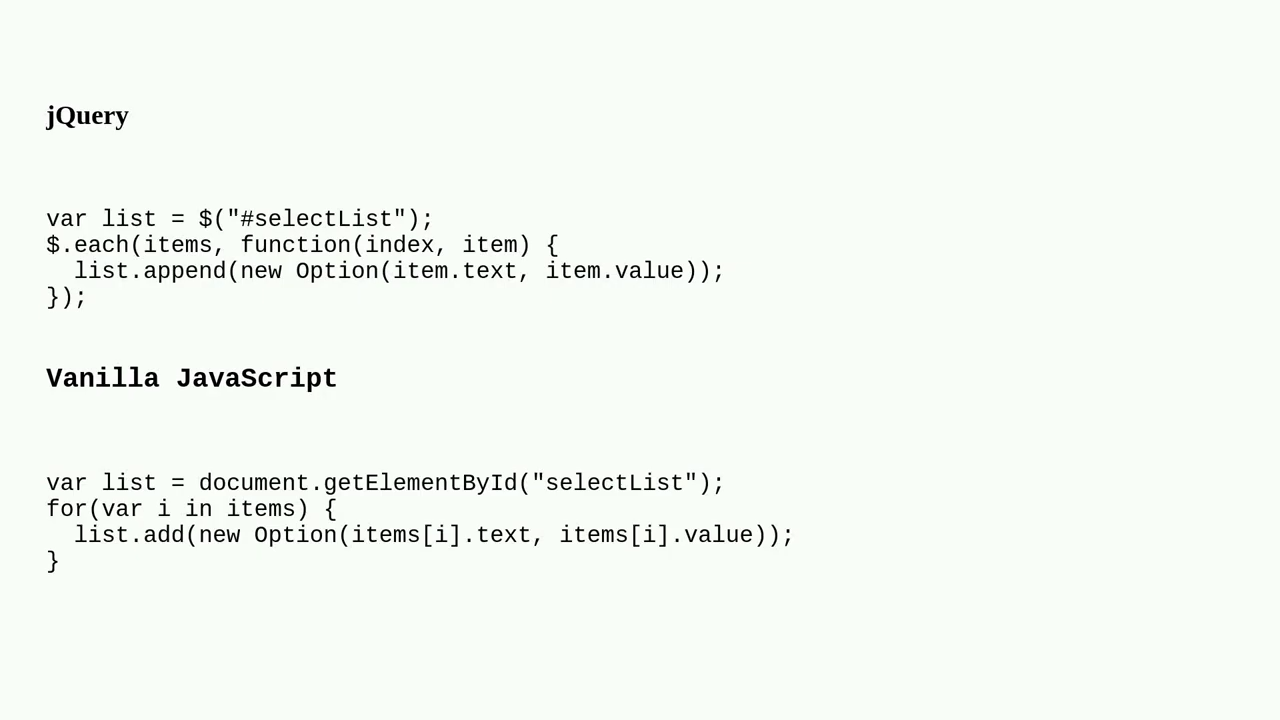 jQuery
var list = $("#selectList");
$.each(items, function(index, item) {
  list.append(new Option(item.text, item.value));
});
Vanilla JavaScript
var list = document.getElementById("selectList");
for(var i in items) {
  list.add(new Option(items[i].text, items[i].value));
}